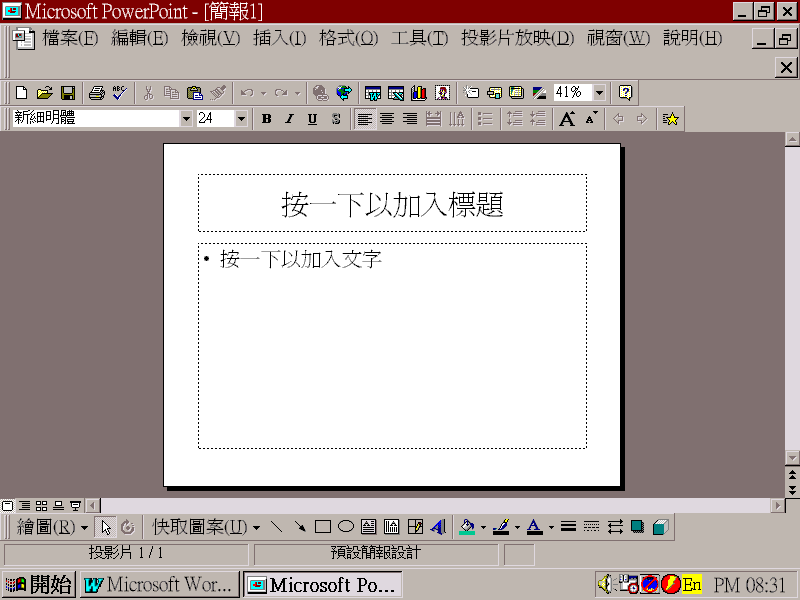 Microsoft PowerPoint - [簡報1]
檔案(F) 編輯(E) 檢視(V) 插入(I) 格式(O) 工具(T) 投影片放映(D) 視窗(W) 說明(H)
41%
新細明體 24 B I U S A A
按一下以加入標題
• 按一下以加入文字
繪圖(R) 快取圖案(U) A A
投影片 1 / 1 預設簡報設計
開始 Microsoft Wor... Microsoft Po... En PM 08:31